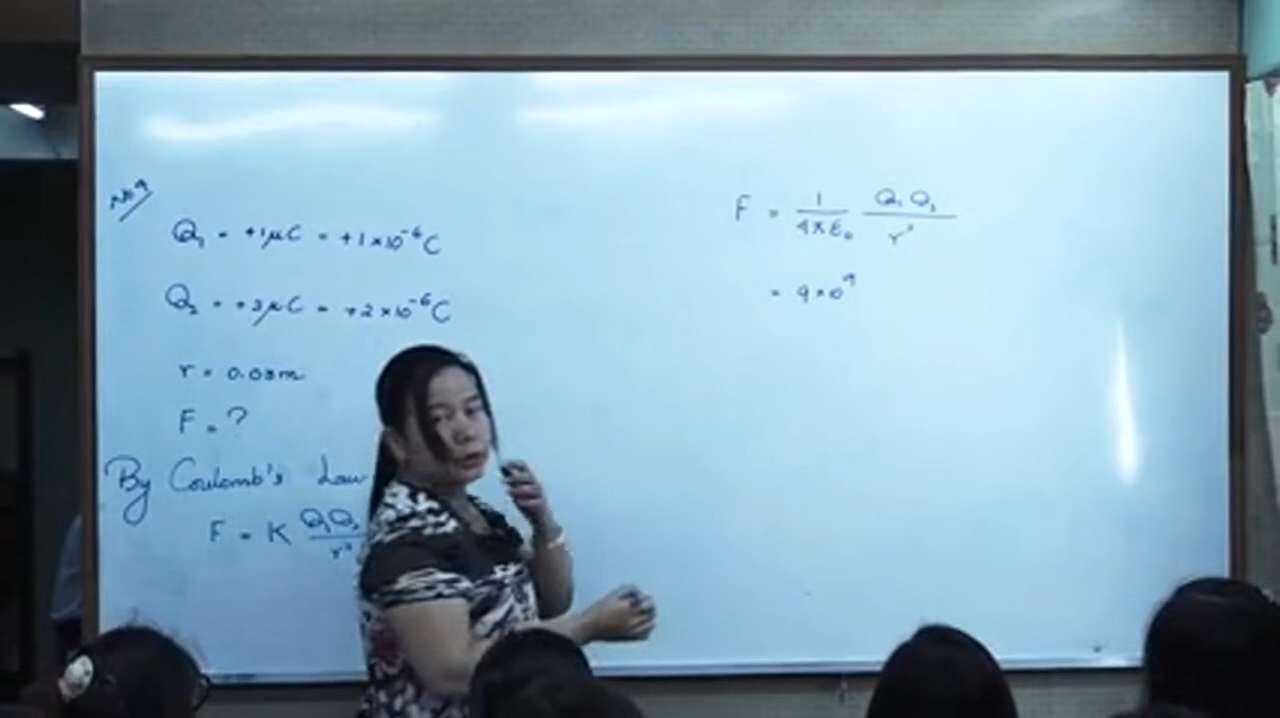 No 9
Q₁ = +1μC = +1×10⁻⁶C
Q₂ = +2μC = +2×10⁻⁶C
r = 0.03m
F = ?
By Coulomb's Law
F = K Q₁Q₂/r²
F = 1/4πε₀ Q₁Q₂/r²
= 9×10⁹